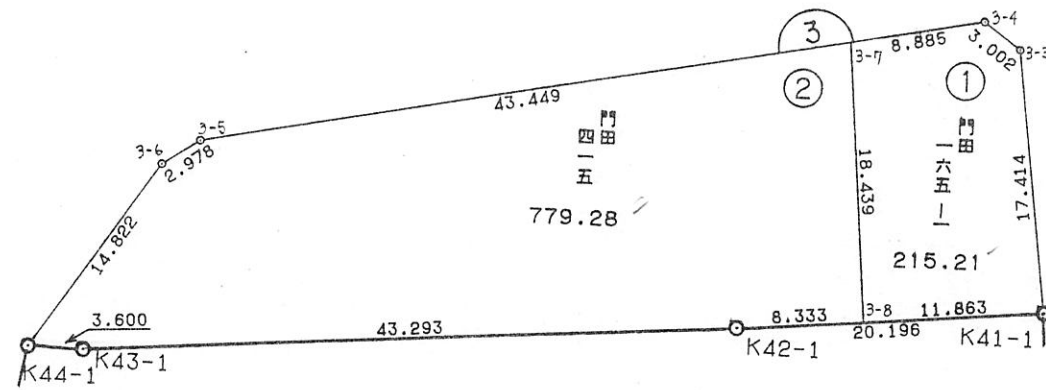 3-4
3
8.885
3.002
3-3
3-7
②
①
43.449
門田
四一五
門田
一六五ー一
3-5
3-6
2.978
18.439
17.414
779.28
215.21
14.822
3.600
43.293
8.333
3-8
11.863
20.196
K44-1
K43-1
K42-1
K41-1